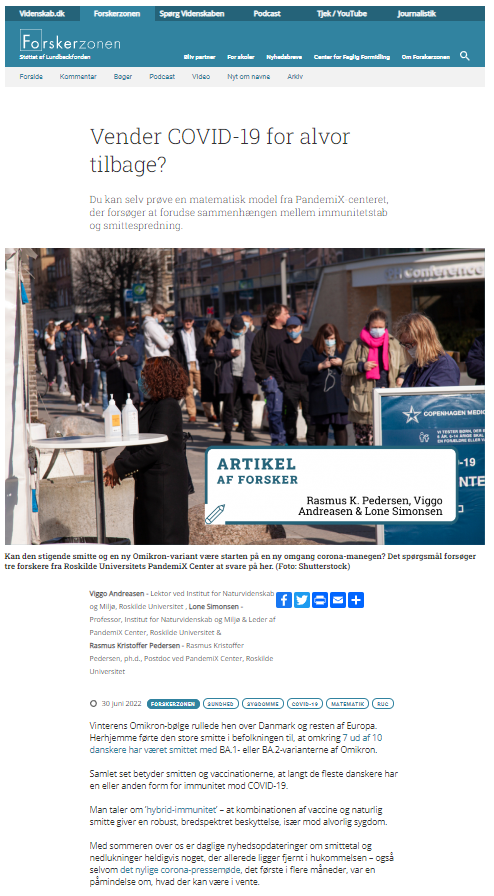 Videnskab.dk Forskerzonen Spørg Videnskaben Podcast Tjek / YouTube Journalistik
Forskerzonen
Støttet af Lundbeckfonden
Bliv partner For skoler Nyhedsbreve Center for Faglig Formidling Om Forskerzonen
Forside Kommentar Bøger Podcast Video Nyt om navne Arkiv
Vender COVID-19 for alvor
tilbage?
Du kan selv prøve en matematisk model fra PandemiX-centeret,
der forsøger at forudse sammenhængen mellem immunitetstab
og smittespredning.
Conference
COPENHAGEN MEDIC
VI TESTER BØRN, DER
ARTIKEL
AF FORSKER
Rasmus K. Pedersen, Viggo
Andreasen & Lone Simonsen
Kan den stigende smitte og en ny Omikron-variant være starten på en ny omgang corona-manegen? Det spørgsmål forsøger
tre forskere fra Roskilde Universitets PandemiX Center at svare på her. (Foto: Shutterstock)
Viggo Andreasen - Lektor ved Institut for Naturvidenskab
og Miljø, Roskilde Universitet , Lone Simonsen -
Professor, Institut for Naturvidenskab og Miljø & Leder af
PandemiX Center, Roskilde Universitet &
Rasmus Kristoffer Pedersen - Rasmus Kristoffer
Pedersen, ph.d., Postdoc ved PandemiX Center, Roskilde
Universitet
30 juni 2022 FORSKERZONEN SUNDHED SYGDOMME COVID-19 MATEMATIK RUC
Vinterens Omikron-bølge rullede hen over Danmark og resten af Europa.
Herhjemme førte den store smitte i befolkningen til, at omkring 7 ud af 10
danskere har været smittet med BA.1- eller BA.2-varianterne af Omikron.
Samlet set betyder smitten og vaccinationerne, at langt de fleste danskere har
en eller anden form for immunitet mod COVID-19.
Man taler om 'hybrid-immunitet' – at kombinationen af vaccine og naturlig
smitte giver en robust, bredspektret beskyttelse, især mod alvorlig sygdom.
Med sommeren over os er daglige nyhedsopdateringer om smittetal og
nedlukninger heldigvis noget, der allerede ligger fjernt i hukommelsen – også
selvom det nylige corona-pressemøde, det første i flere måneder, var en
påmindelse om, hvad der kan være i vente.